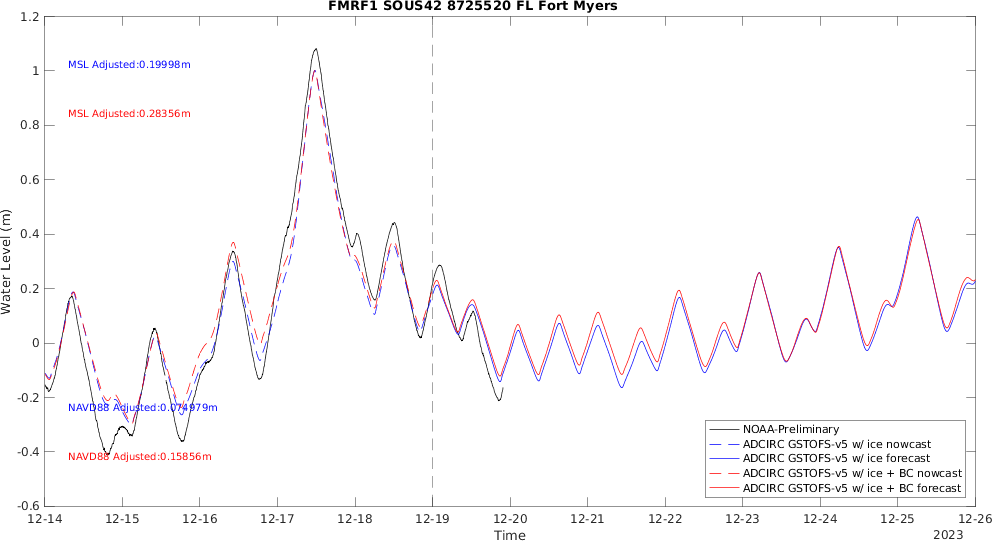 FMRF1 SOUS42 8725520 FL Fort Myers
1.2
1
0.8
0.6
0.4
0.2
0
-0.2
-0.4
-0.6
Water Level (m)
MSL Adjusted:0.19998m
MSL Adjusted:0.28356m
NAVD88 Adjusted:0.074979m
NAVD88 Adjusted:0.15856m
NOAA-Preliminary
ADCIRC GSTOFS-v5 w/ ice nowcast
ADCIRC GSTOFS-v5 w/ ice forecast
ADCIRC GSTOFS-v5 w/ ice + BC nowcast
ADCIRC GSTOFS-v5 w/ ice + BC forecast
12-14 12-15 12-16 12-17 12-18 12-19 12-20 12-21 12-22 12-23 12-24 12-25 12-26
Time
2023